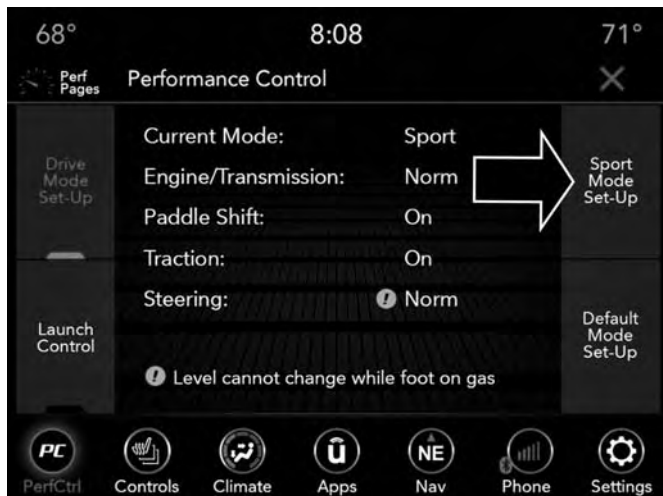 68°
8:08
71°
Perf
Pages
Performance Control
Drive
Mode
Set-Up
Current Mode: Sport
Engine/Transmission: Norm
Paddle Shift: On
Traction: On
Steering: ! Norm
! Level cannot change while foot on gas
Sport
Mode
Set-Up
Launch
Control
Default
Mode
Set-Up
PC
PerfCtrl
Controls
Climate
ū
Apps
NE
Nav
Phone
Settings